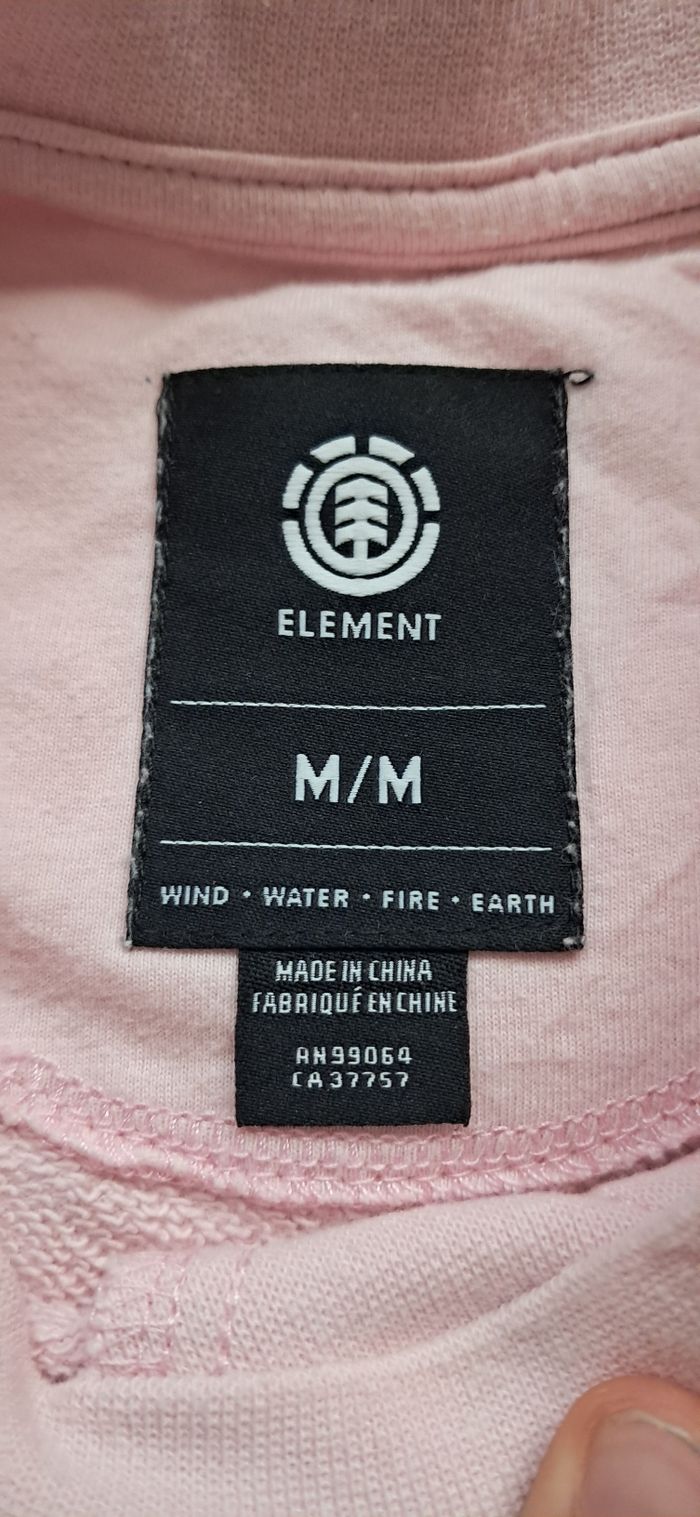 ELEMENT
M/M
WIND • WATER • FIRE • EARTH
MADE IN CHINA
FABRIQUÉ EN CHINE
AN99064
CA37757